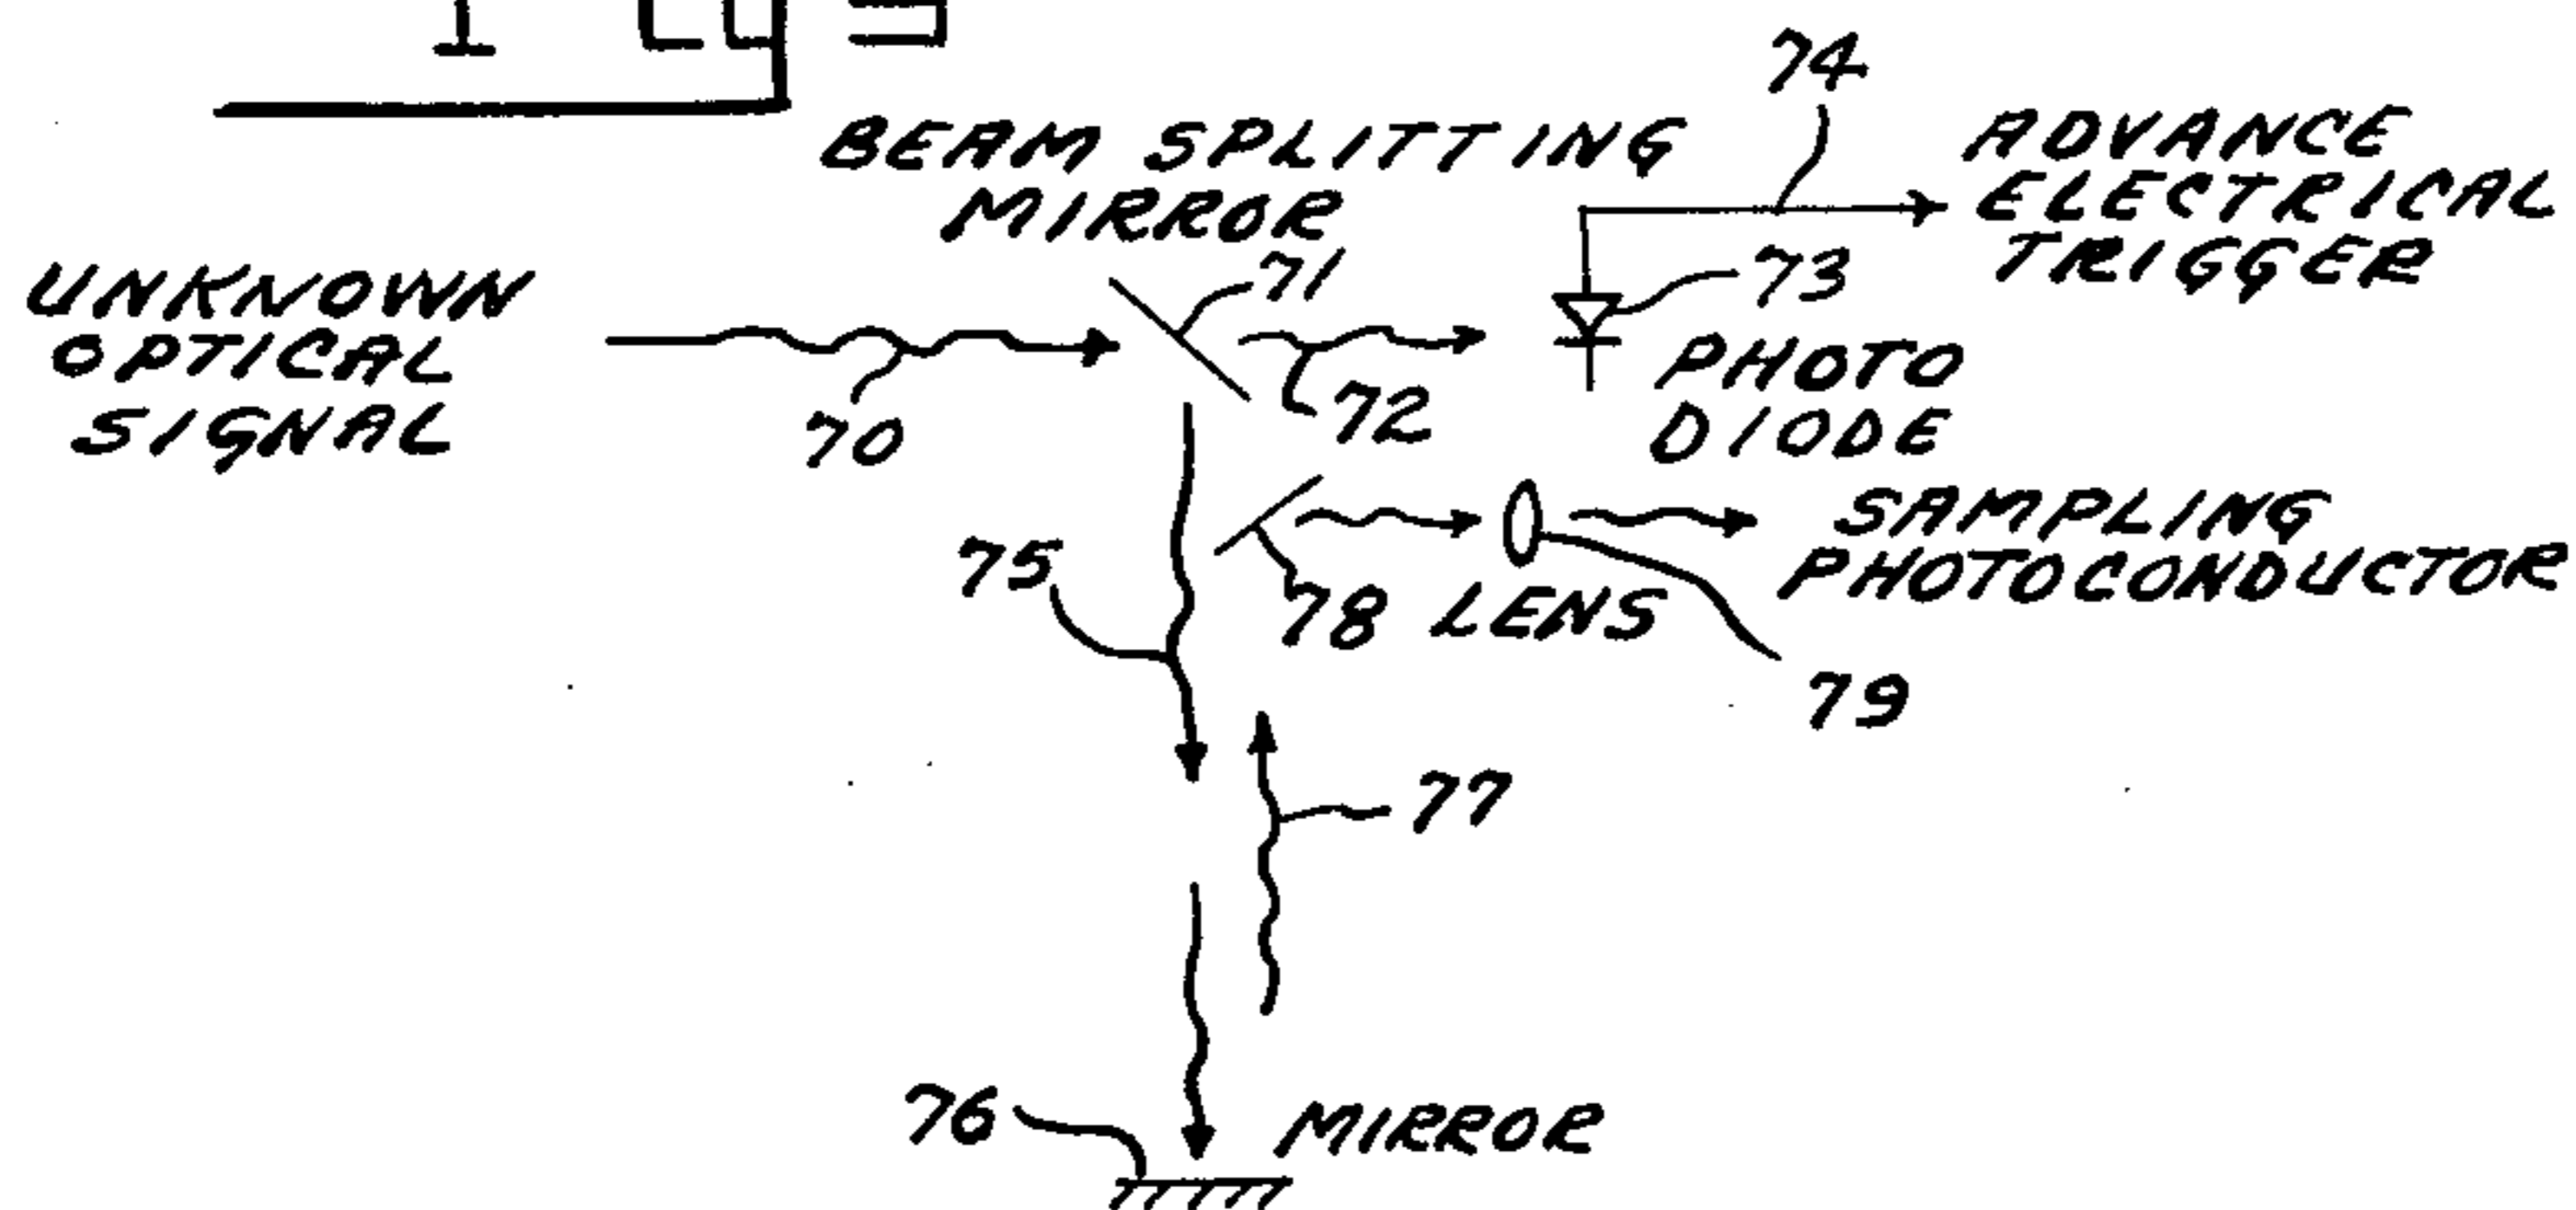 74
BEAM SPLITTING
MIRROR
ADVANCE
ELECTRICAL
TRIGGER
71
73
UNKNOWN
OPTICAL
SIGNAL
70
72
PHOTO
DIODE
SAMPLING
PHOTOCONDUCTOR
75
78
LENS
79
77
76
MIRROR